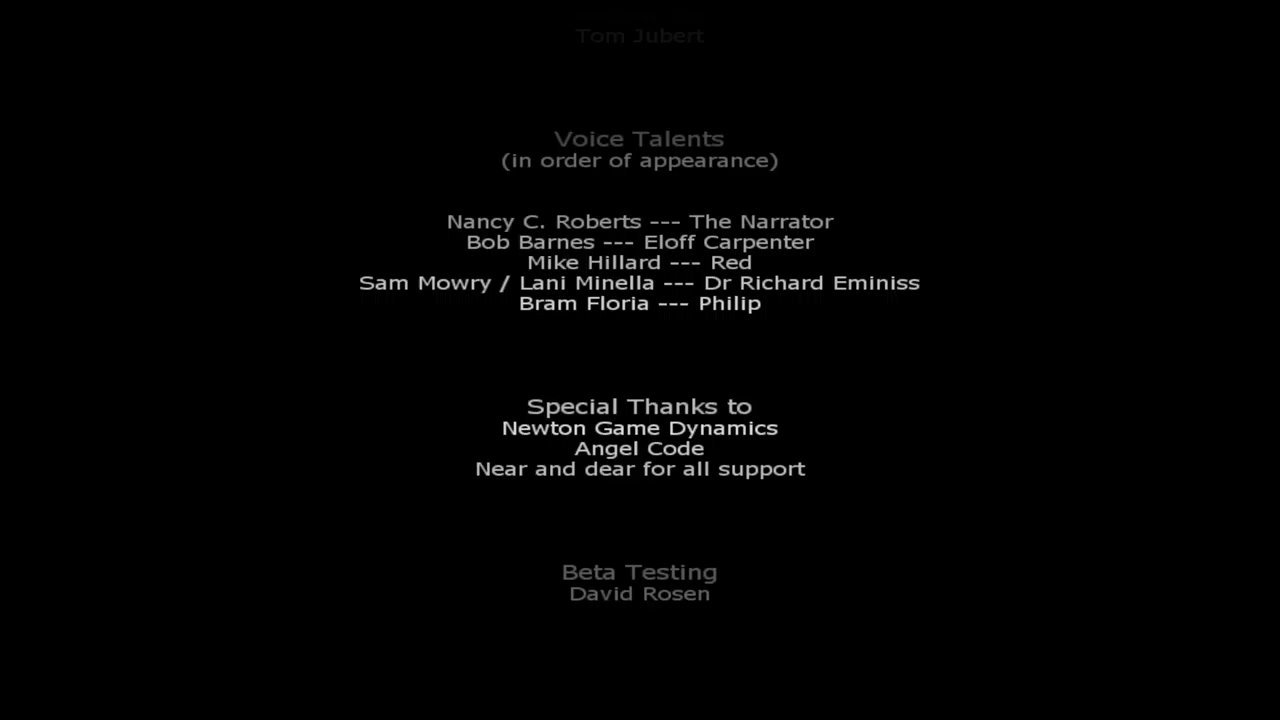 Tom Jubert
Voice Talents
(in order of appearance)
Nancy C. Roberts --- The Narrator
Bob Barnes --- Eloff Carpenter
Mike Hillard --- Red
Sam Mowry / Lani Minella --- Dr Richard Eminiss
Bram Floria --- Philip
Special Thanks to
Newton Game Dynamics
Angel Code
Near and dear for all support
Beta Testing
David Rosen